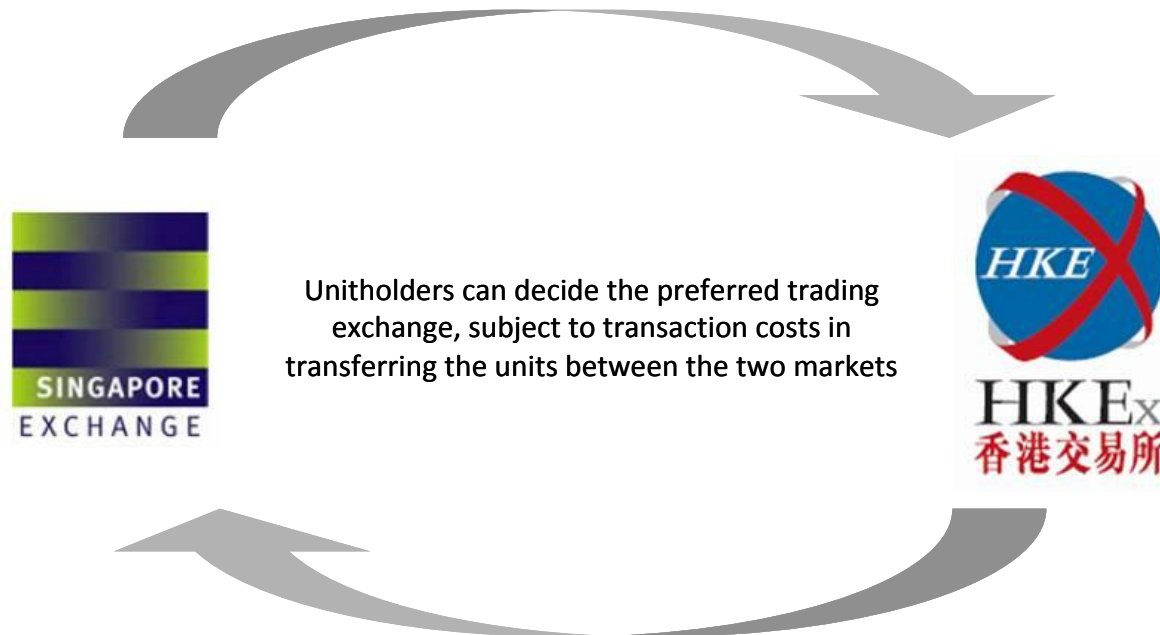 SINGAPORE
EXCHANGE
Unitholders can decide the preferred trading
exchange, subject to transaction costs in
transferring the units between the two markets
HKEX
HKEx
香港交易所